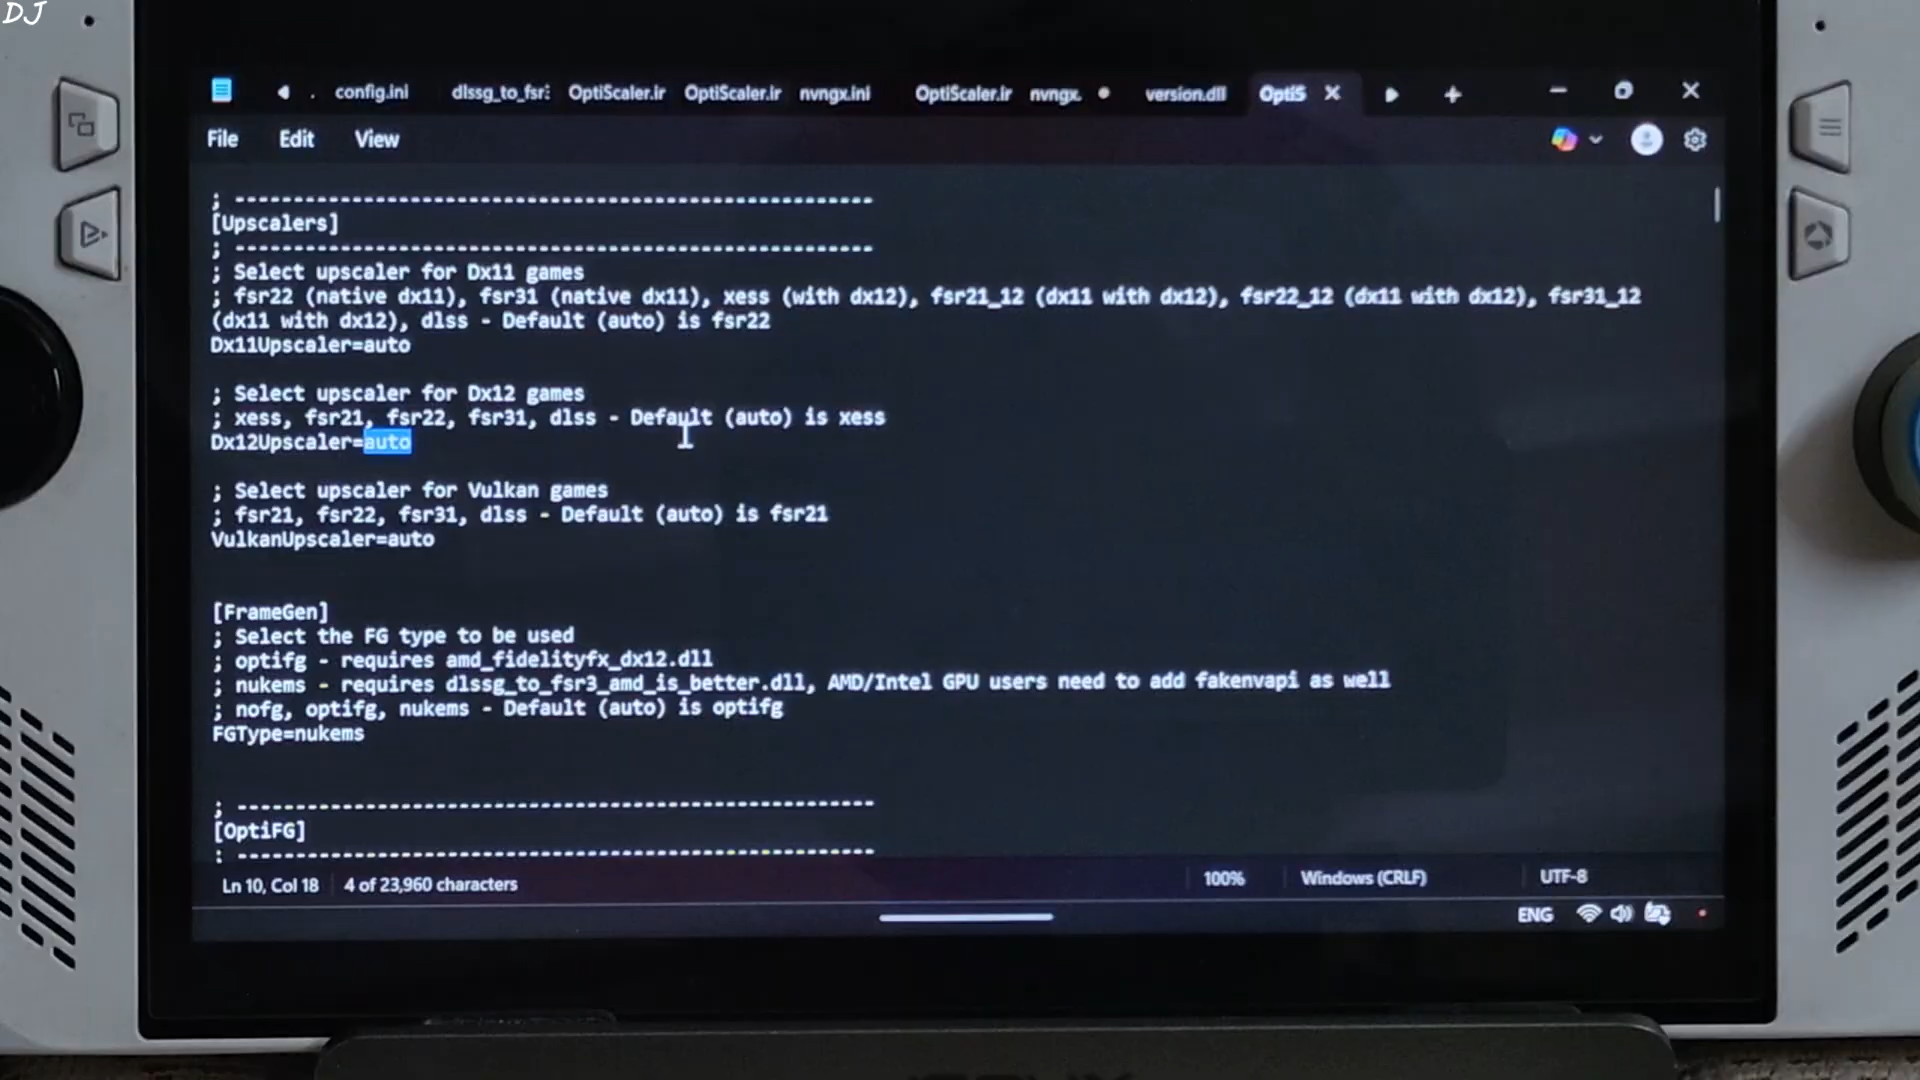 DJ
config.ini dlssg_to_fsr: OptiScaler.ir OptiScaler.ir nvngx.ini OptiScaler.ir nvngx. version.dll OptiS
File Edit View
; ------------------------------------------------------
[Upscalers]
; ------------------------------------------------------
; Select upscaler for Dx11 games
; fsr22 (native dx11), fsr31 (native dx11), xess (with dx12), fsr21_12 (dx11 with dx12), fsr22_12 (dx11 with dx12), fsr31_12
(dx11 with dx12), dlss - Default (auto) is fsr22
Dx11Upscaler=auto
; Select upscaler for Dx12 games
; xess, fsr21, fsr22, fsr31, dlss - Default (auto) is xess
Dx12Upscaler=auto
; Select upscaler for Vulkan games
; fsr21, fsr22, fsr31, dlss - Default (auto) is fsr21
VulkanUpscaler=auto
[FrameGen]
; Select the FG type to be used
; optifg - requires amd_fidelityfx_dx12.dll
; nukems - requires dlssg_to_fsr3_amd_is_better.dll, AMD/Intel GPU users need to add fakenvapi as well
; nofg, optifg, nukems - Default (auto) is optifg
FGType=nukems
; ------------------------------------------------------
[OptiFG]
; ------------------------------------------------------
Ln 10, Col 18 4 of 23,960 characters 100% Windows (CRLF) UTF-8
ENG